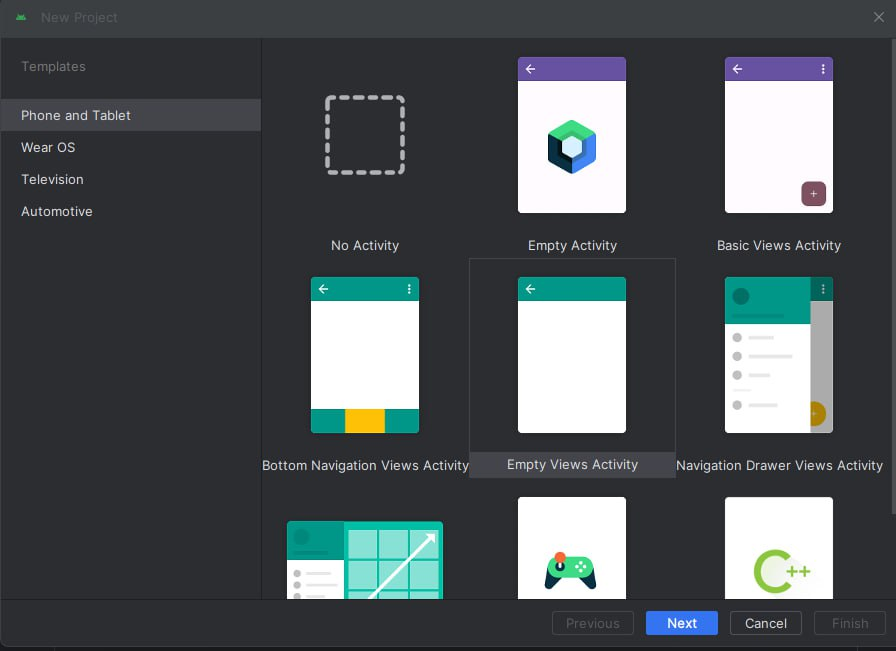 New Project
Templates
Phone and Tablet
Wear OS
Television
Automotive
No Activity
Empty Activity
Basic Views Activity
Bottom Navigation Views Activity
Empty Views Activity
Navigation Drawer Views Activity
C++
Previous
Next
Cancel
Finish